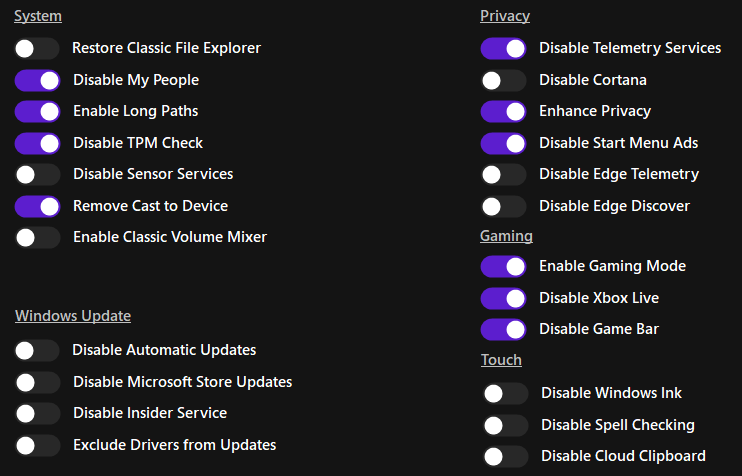 System
Restore Classic File Explorer
Disable My People
Enable Long Paths
Disable TPM Check
Disable Sensor Services
Remove Cast to Device
Enable Classic Volume Mixer
Windows Update
Disable Automatic Updates
Disable Microsoft Store Updates
Disable Insider Service
Exclude Drivers from Updates
Privacy
Disable Telemetry Services
Disable Cortana
Enhance Privacy
Disable Start Menu Ads
Disable Edge Telemetry
Disable Edge Discover
Gaming
Enable Gaming Mode
Disable Xbox Live
Disable Game Bar
Touch
Disable Windows Ink
Disable Spell Checking
Disable Cloud Clipboard